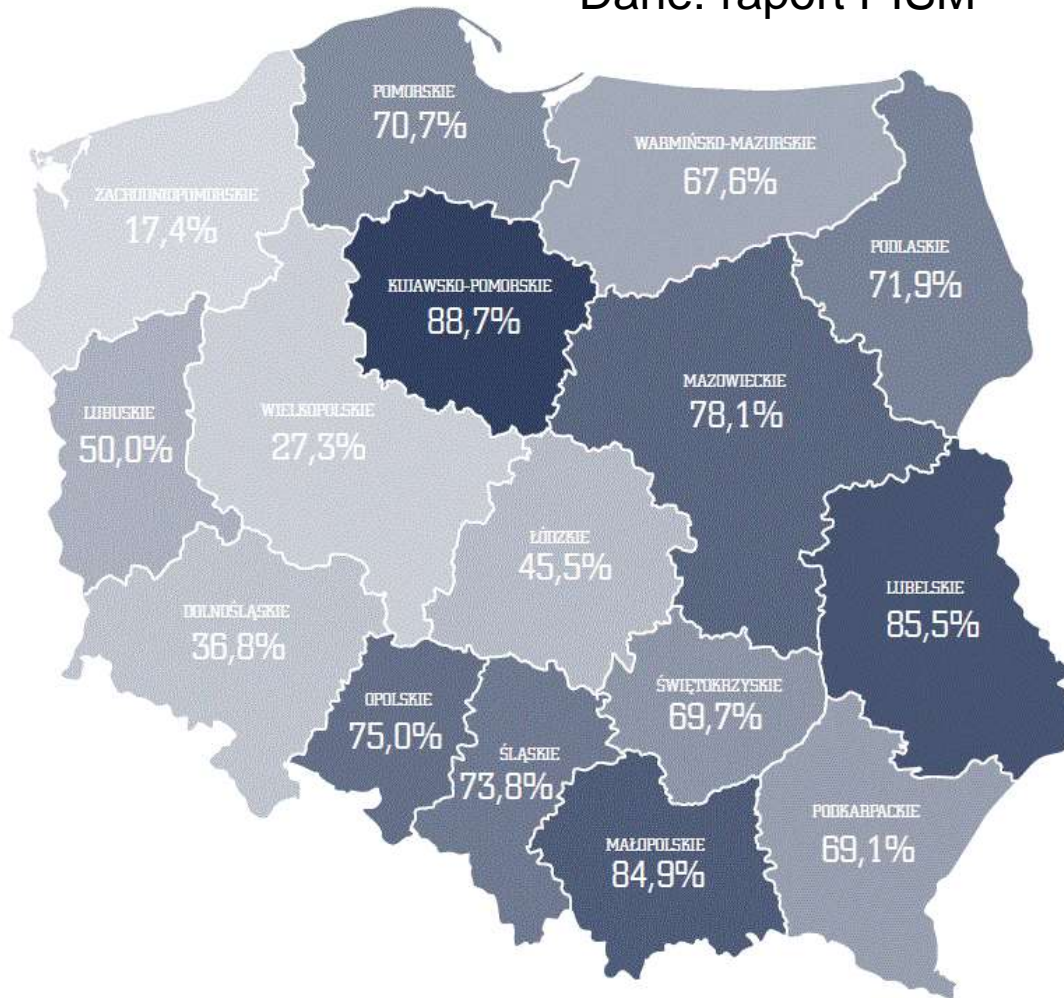 Dane: raport PISM
POMORSKIE
70,7%
WARMIŃSKO-MAZURSKIE
67,6%
ZACHODNIOPOMORSKIE
17,4%
PODLASKIE
71,9%
KUJAWSKO-POMORSKIE
88,7%
MAZOWIECKIE
78,1%
LUBUSKIE
50,0%
WIELKOPOLSKIE
27,3%
ŁÓDZKIE
45,5%
LUBELSKIE
85,5%
DOLNOŚLĄSKIE
36,8%
ŚWIĘTOKRZYSKIE
69,7%
OPOLSKIE
75,0%
ŚLĄSKIE
73,8%
PODKARPACKIE
69,1%
MAŁOPOLSKIE
84,9%